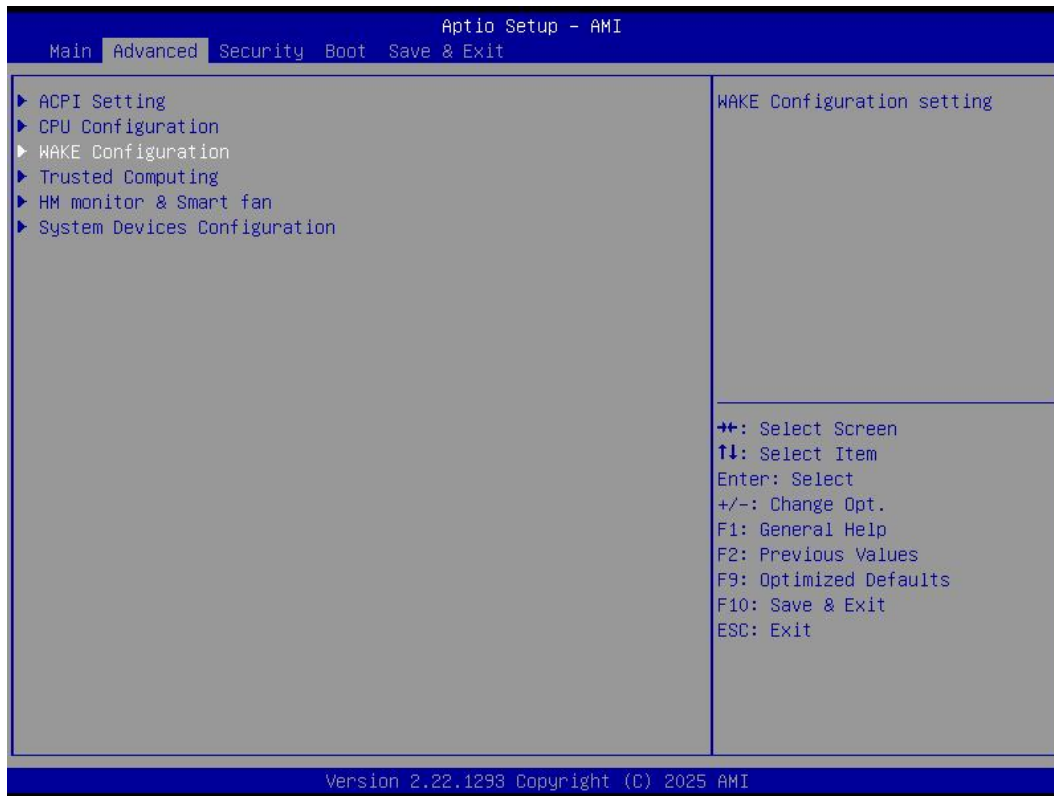 Aptio Setup – AMI
Main Advanced Security Boot Save & Exit
ACPI Setting
CPU Configuration
WAKE Configuration
Trusted Computing
HM monitor & Smart fan
System Devices Configuration
WAKE Configuration setting
→←: Select Screen
↑↓: Select Item
Enter: Select
+/-: Change Opt.
F1: General Help
F2: Previous Values
F9: Optimized Defaults
F10: Save & Exit
ESC: Exit
Version 2.22.1293 Copyright (C) 2025 AMI